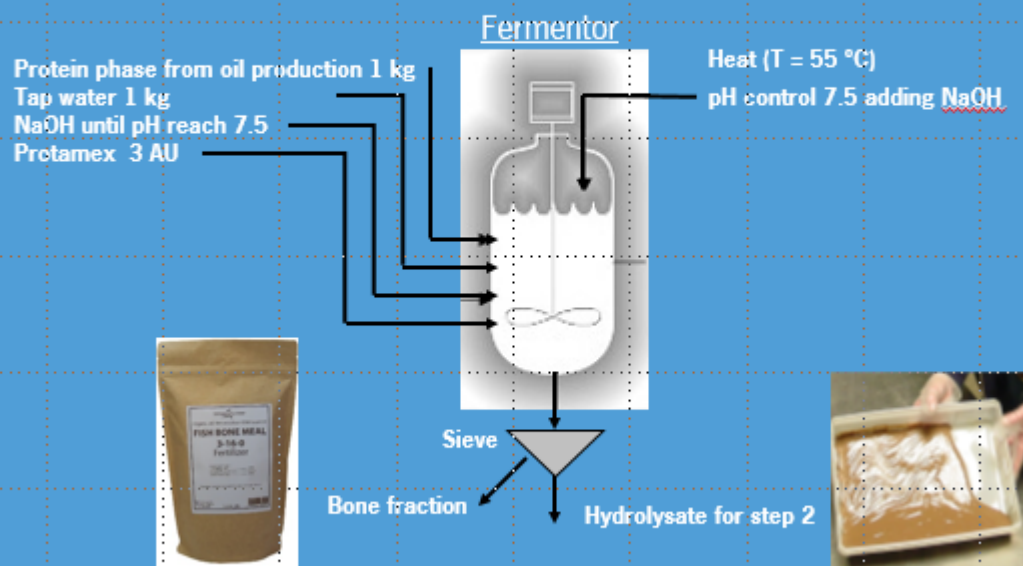 Fermentor
Protein phase from oil production 1 kg
Tap water 1 kg
NaOH until pH reach 7.5
Protamex 3 AU
Heat (T = 55 °C)
pH control 7.5 adding NaOH
Sieve
Bone fraction
Hydrolysate for step 2
FISH BONE MEAL
3-16-0
Fertilizer